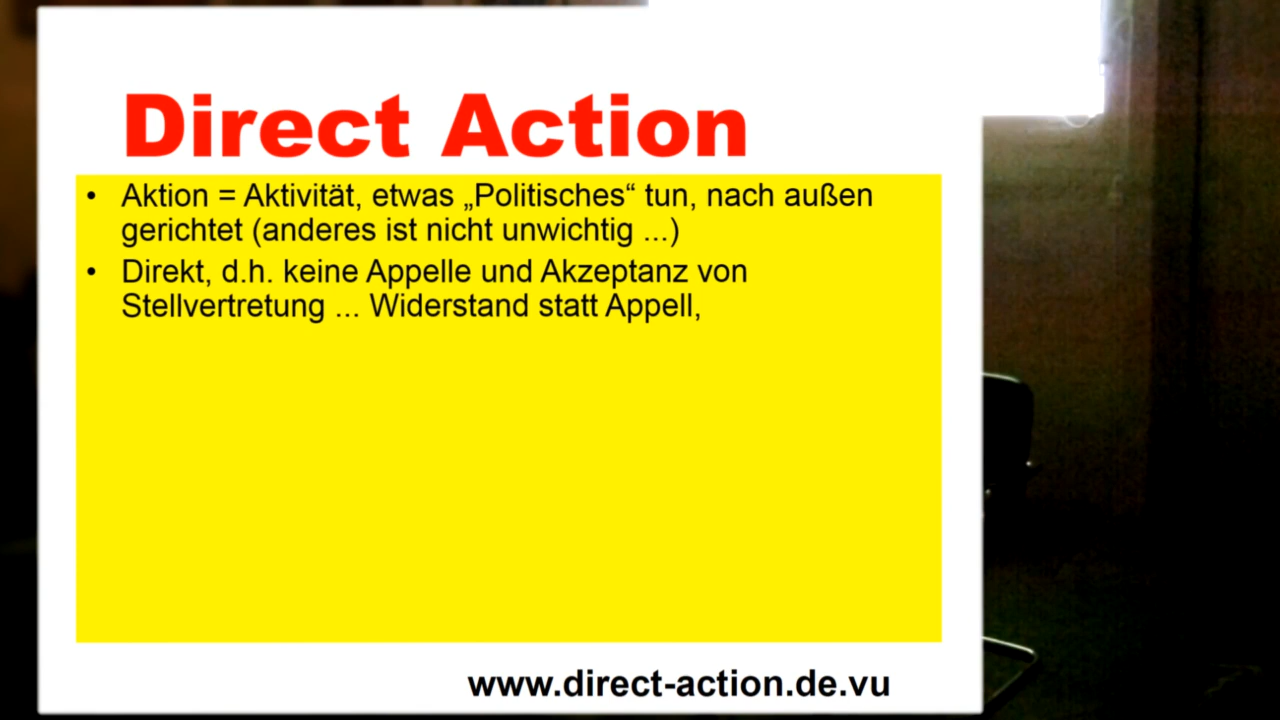 Direct Action
• Aktion = Aktivität, etwas „Politisches“ tun, nach außen
gerichtet (anderes ist nicht unwichtig ...)
• Direkt, d.h. keine Appelle und Akzeptanz von
Stellvertretung ... Widerstand statt Appell,
www.direct-action.de.vu